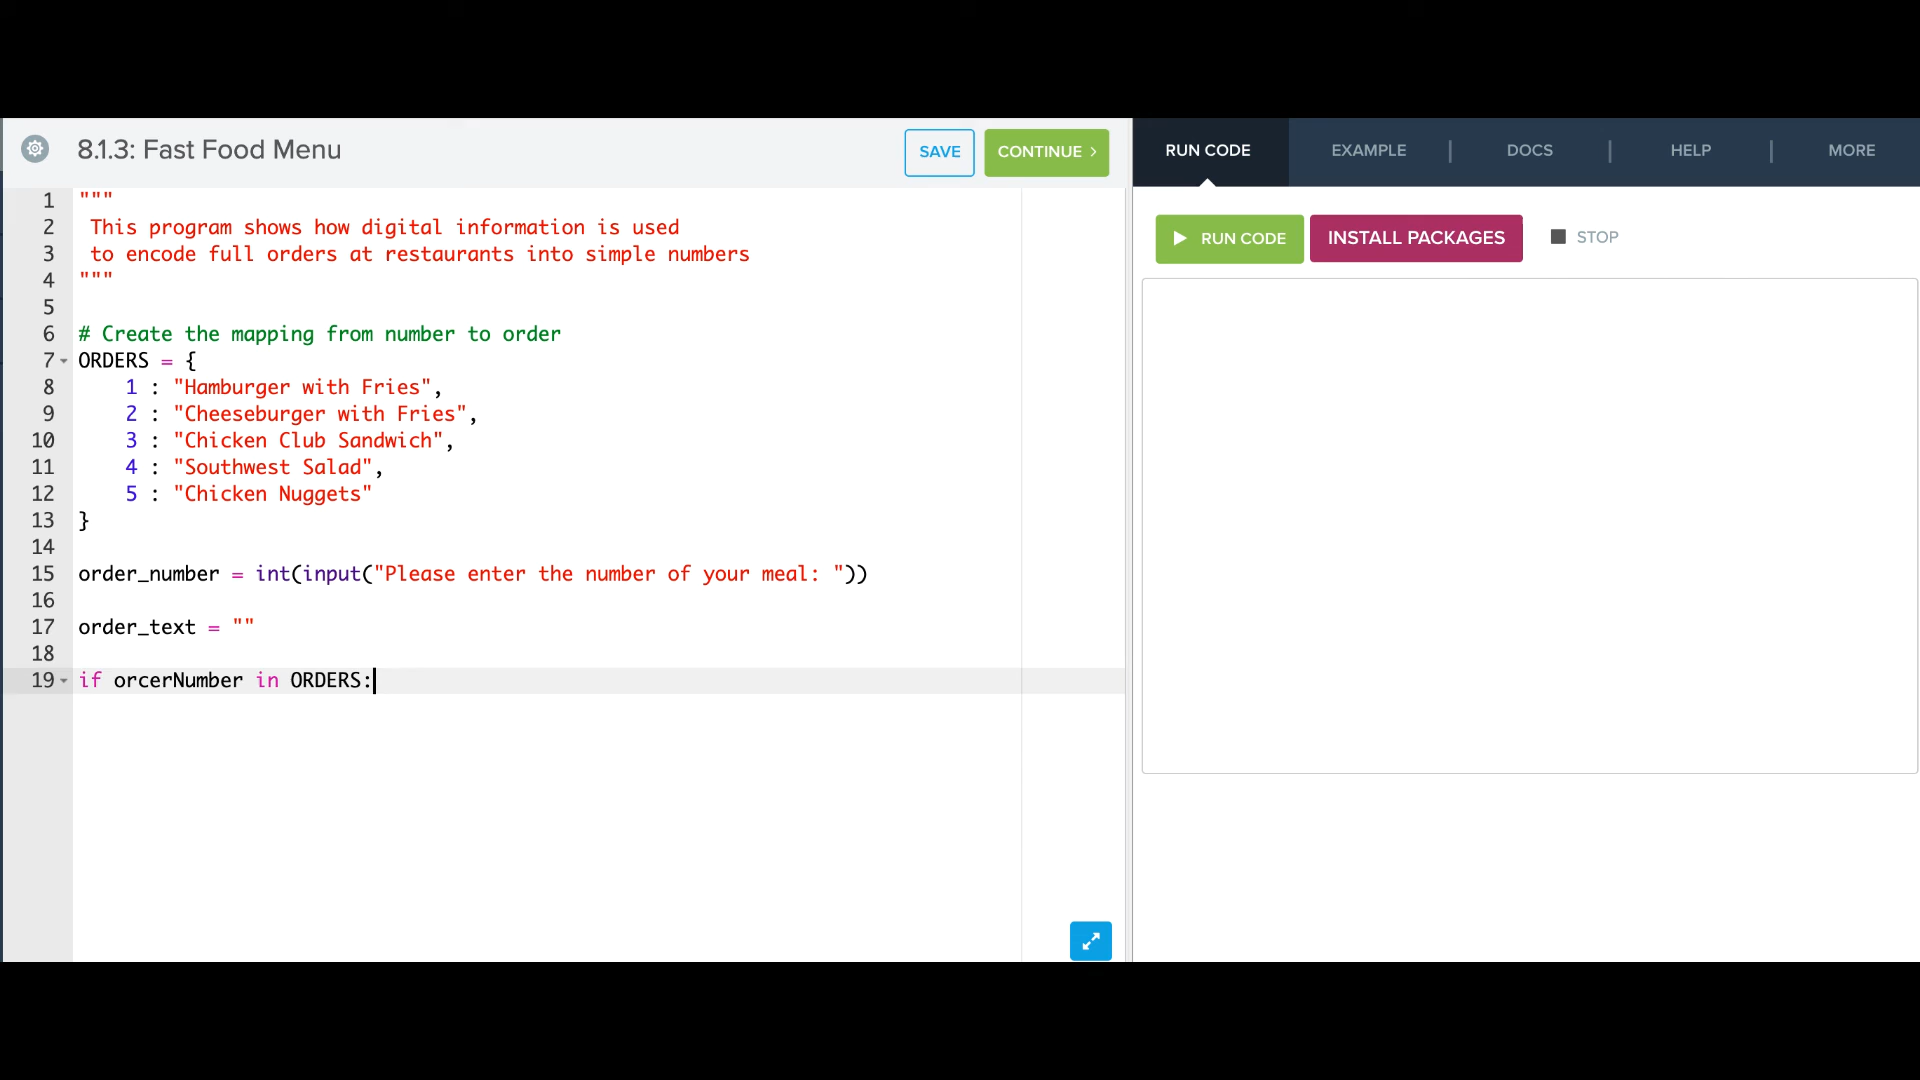 8.1.3: Fast Food Menu
SAVE
CONTINUE >
RUN CODE
EXAMPLE
|
DOCS
|
HELP
|
MORE
RUN CODE
INSTALL PACKAGES
STOP
1 """
2  This program shows how digital information is used
3  to encode full orders at restaurants into simple numbers
4 """
5
6 # Create the mapping from number to order
7 ORDERS = {
8     1 : "Hamburger with Fries",
9     2 : "Cheeseburger with Fries",
10     3 : "Chicken Club Sandwich",
11     4 : "Southwest Salad",
12     5 : "Chicken Nuggets"
13 }
14
15 order_number = int(input("Please enter the number of your meal: "))
16
17 order_text = ""
18
19 if orcerNumber in ORDERS: